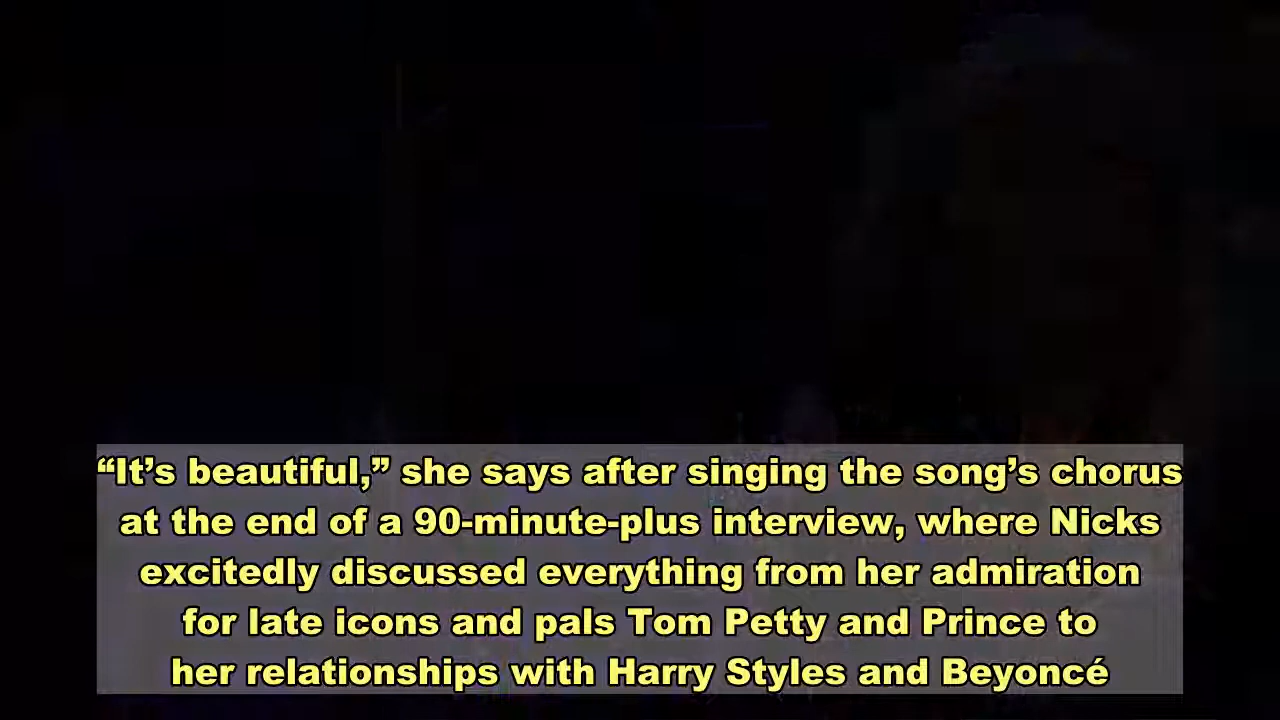 “It’s beautiful,” she says after singing the song’s chorus
at the end of a 90-minute-plus interview, where Nicks
excitedly discussed everything from her admiration
for late icons and pals Tom Petty and Prince to
her relationships with Harry Styles and Beyoncé